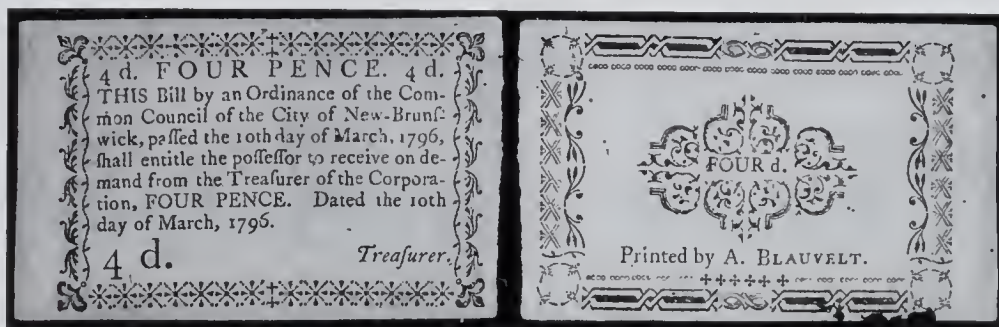 4 d. FOUR PENCE. 4 d.
THIS Bill by an Ordinance of the Com-
mon Council of the City of New-Brunſ-
wick, paſſed the 10th day of March, 1796,
ſhall entitle the poſſeſſor to receive on de-
mand from the Treaſurer of the Corpora-
tion, FOUR PENCE. Dated the 10th
day of March, 1796.
4 d. Treaſurer.
FOUR d.
Printed by A. BLAUVELT.